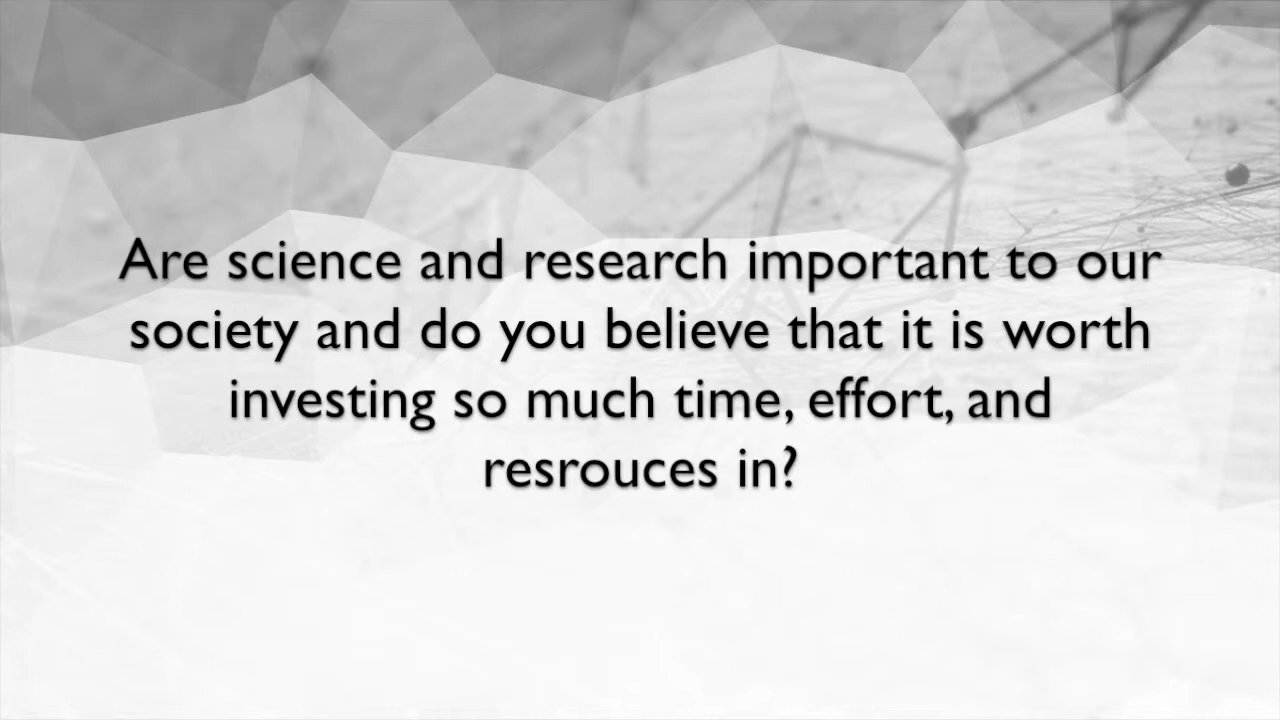 Are science and research important to our
society and do you believe that it is worth
investing so much time, effort, and
resrouces in?